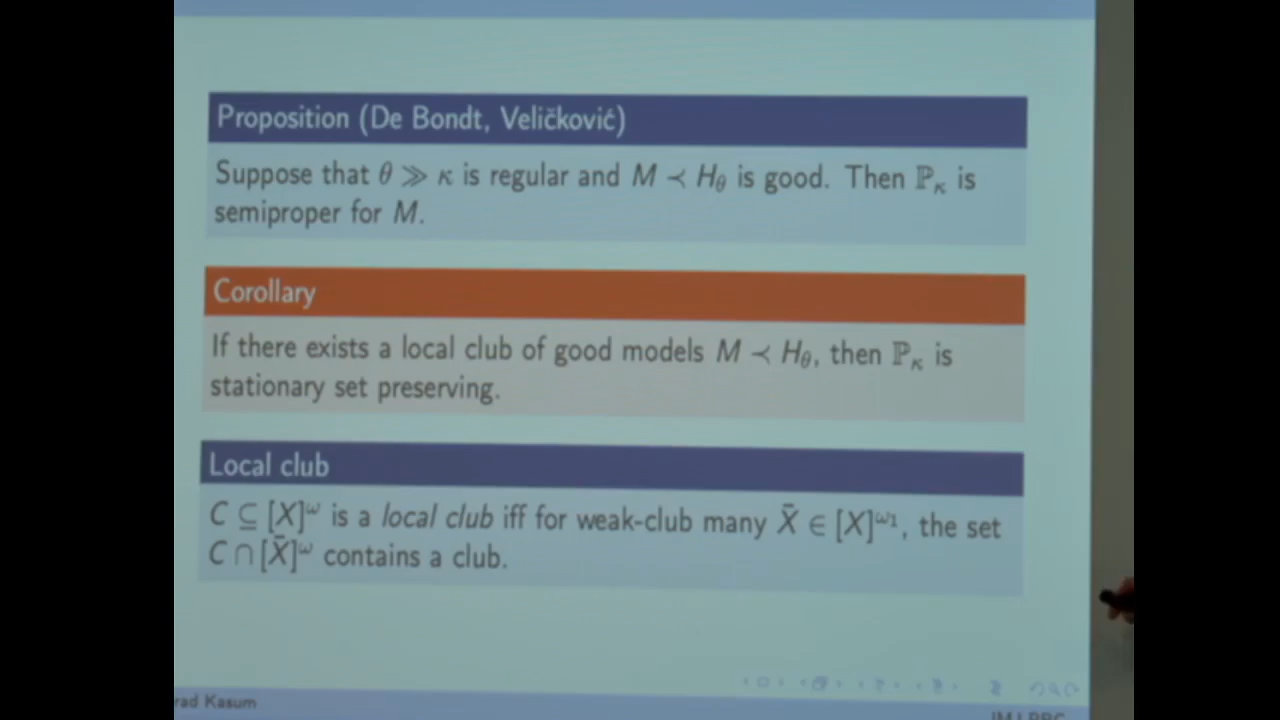 Proposition (De Bondt, Veličković)
Suppose that θ ≫ κ is regular and M ≺ H_θ is good. Then ℙ_κ is
semiproper for M.
Corollary
If there exists a local club of good models M ≺ H_θ, then ℙ_κ is
stationary set preserving.
Local club
C ⊆ [X]^ω is a local club iff for weak-club many X̄ ∈ [X]^{ω₁}, the set
C ∩ [X̄]^ω contains a club.
rad Kasum